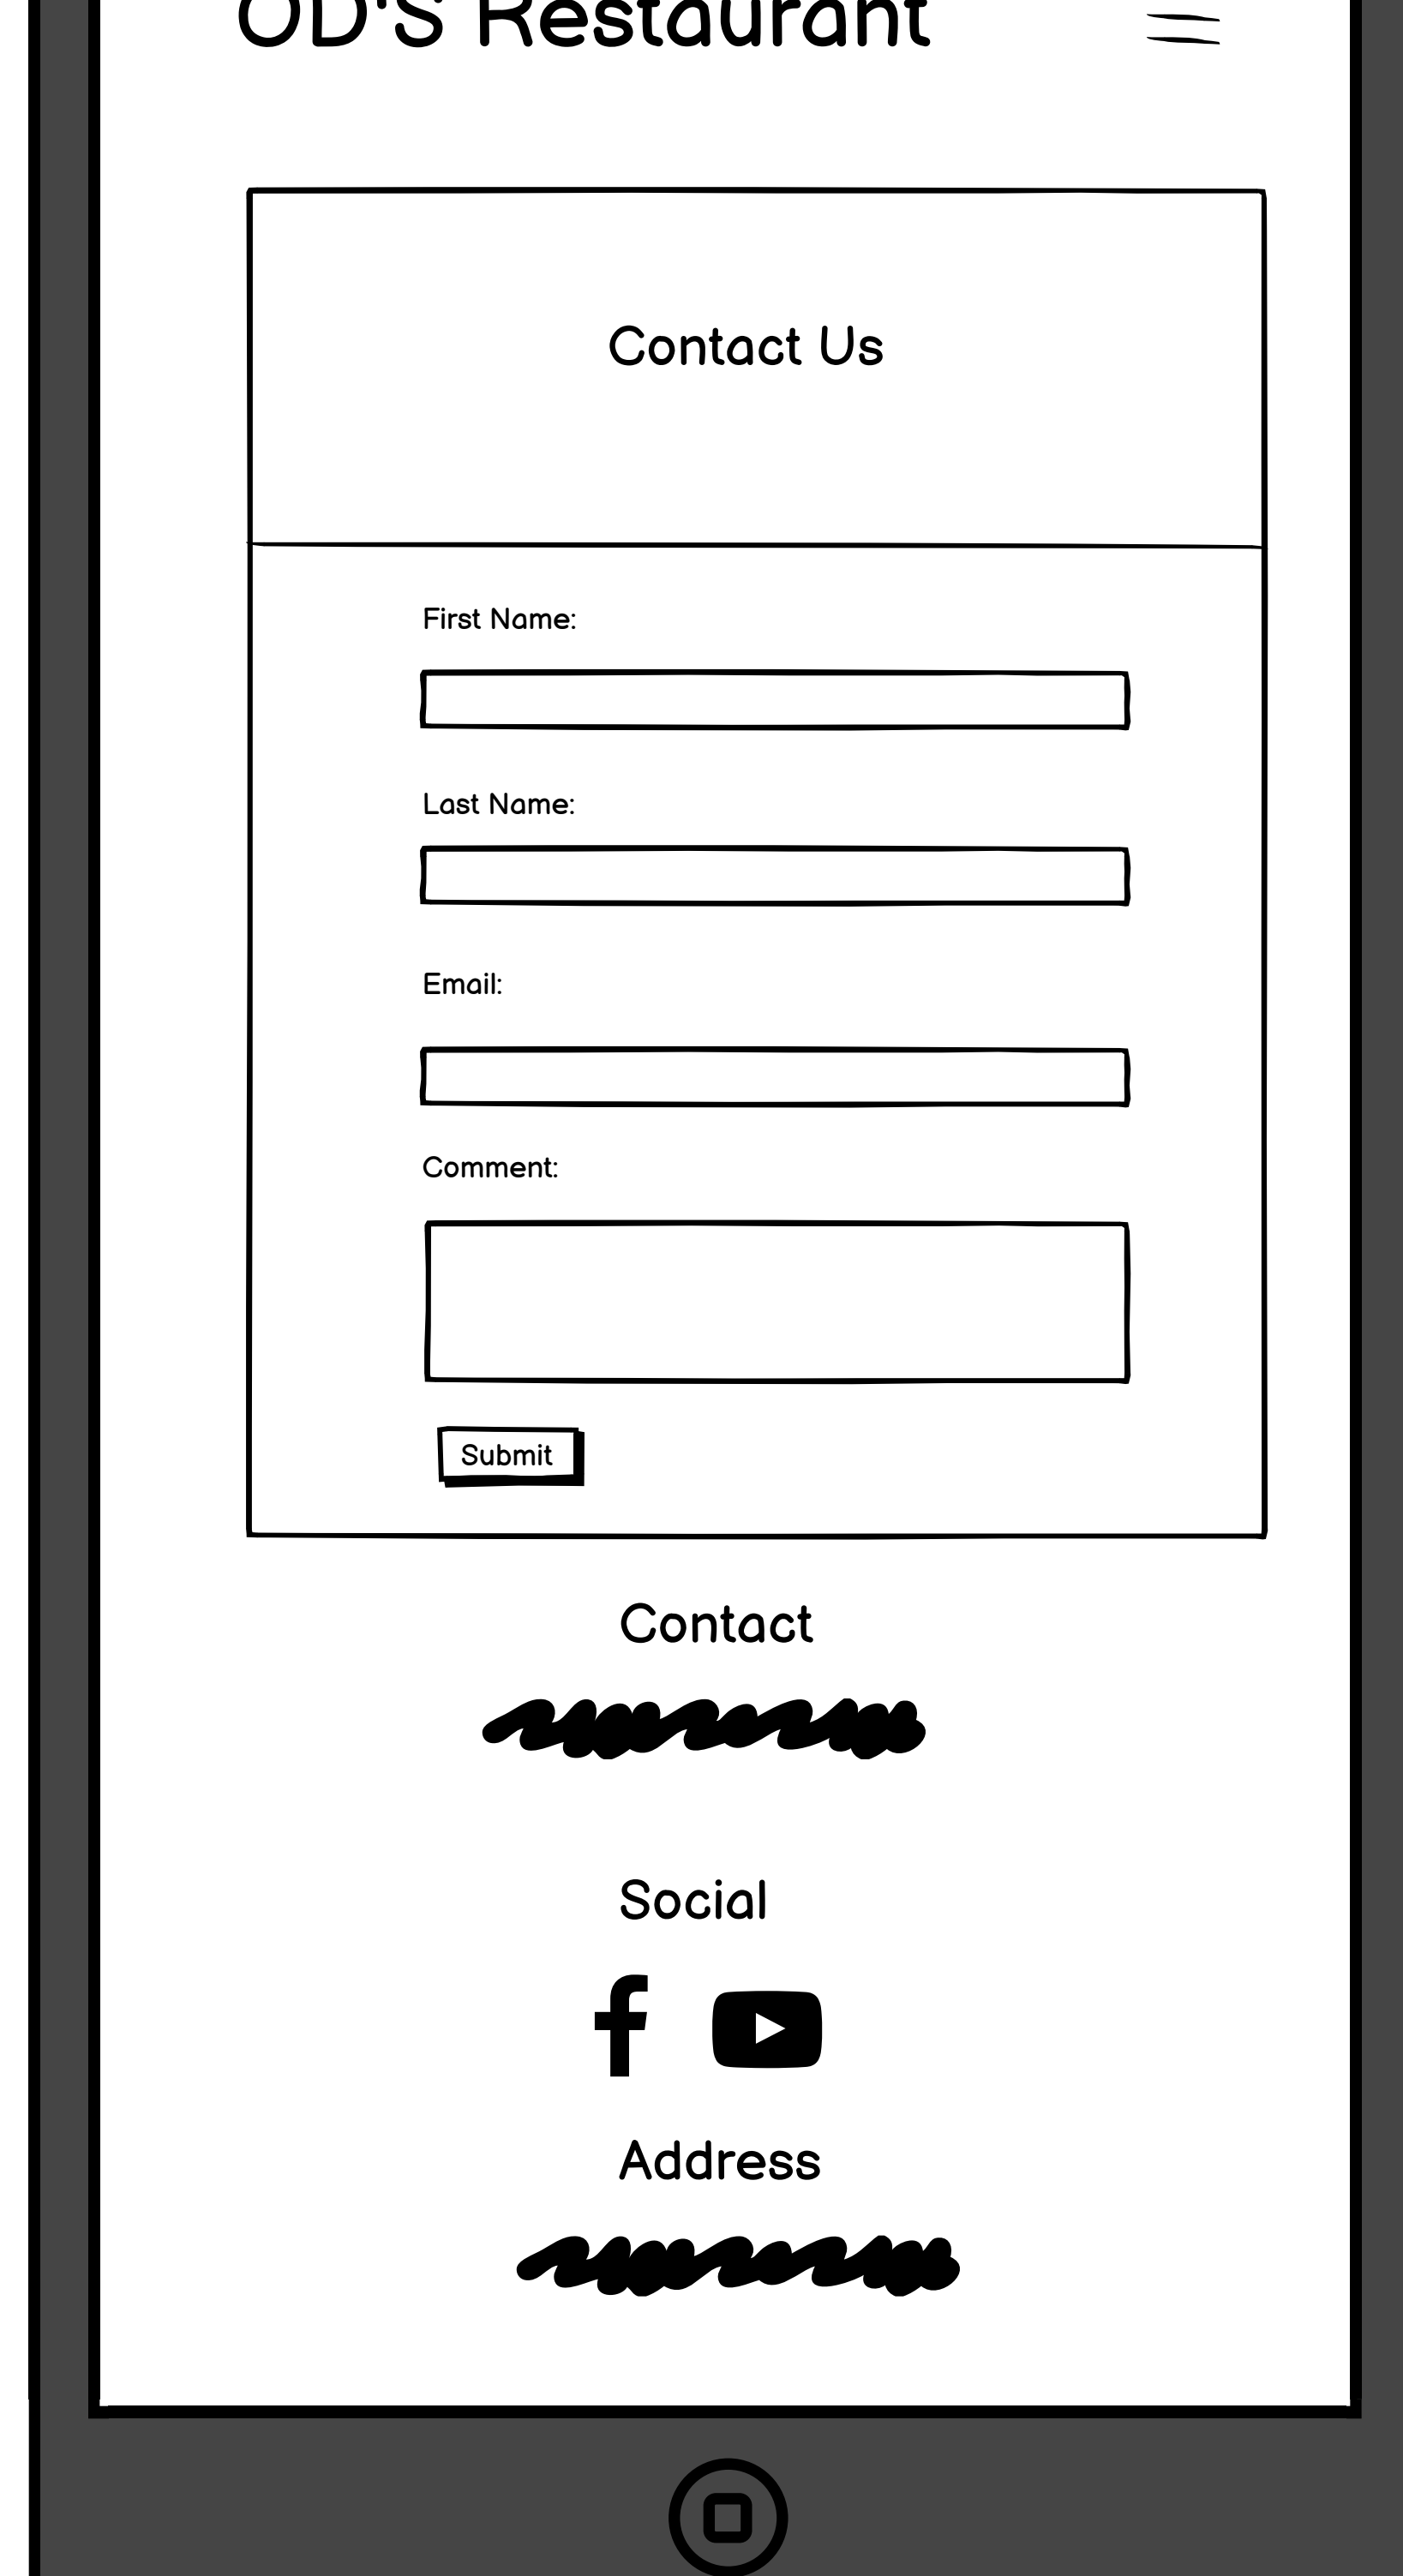 OD'S Restaurant
Contact Us
First Name:
Last Name:
Email:
Comment:
Submit
Contact
Social
Address